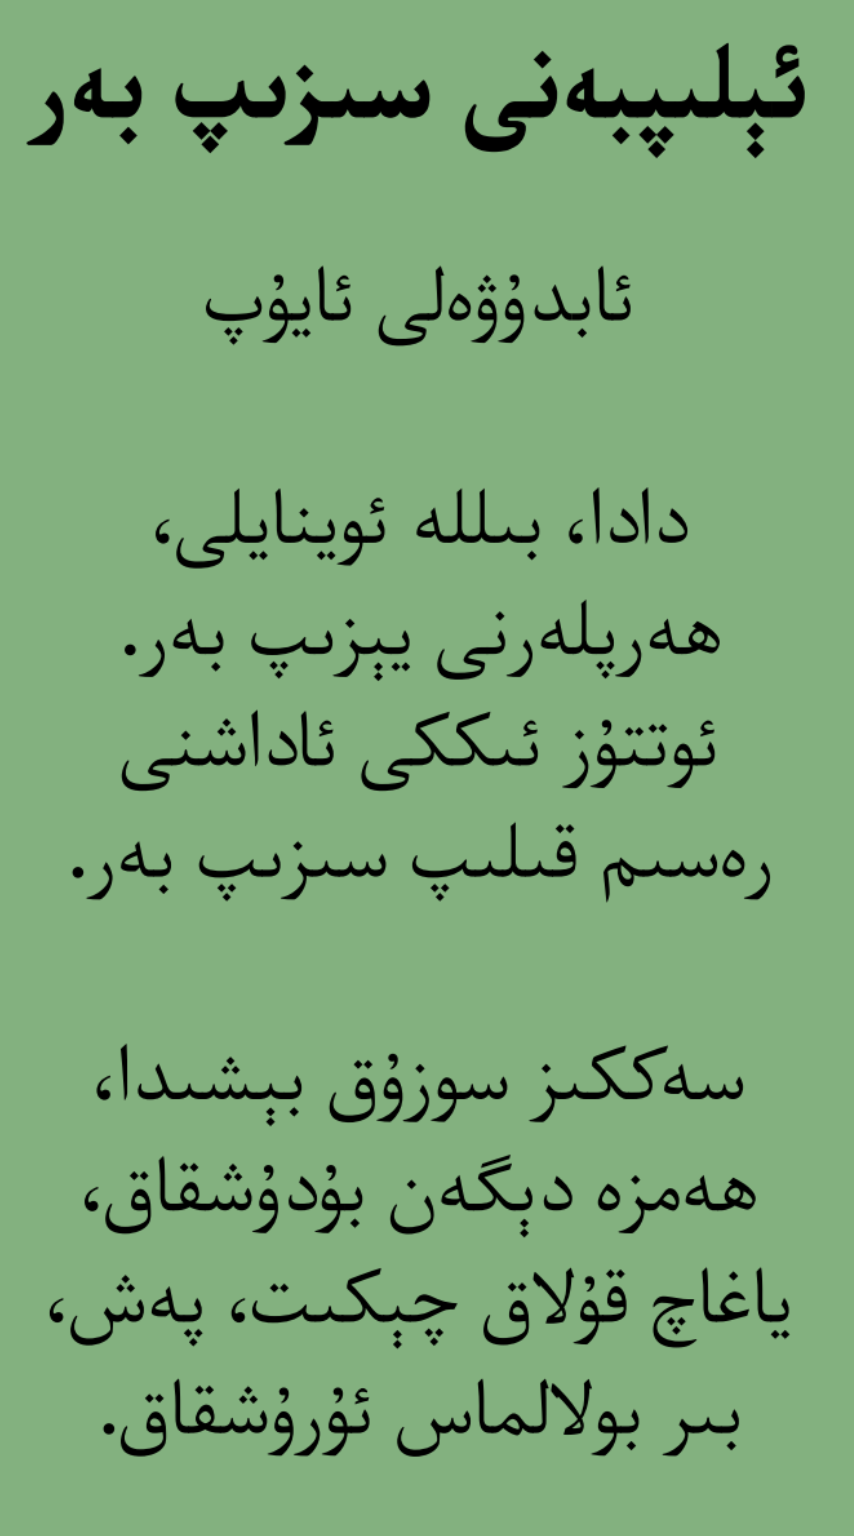 ئېلىپبەنى سىزىپ بەر
ئابدۇۋەلى ئايۇپ
دادا، بىللە ئوينايلى،
ھەرپلەرنى يېزىپ بەر.
ئوتتۇز ئىككى ئاداشنى
رەسىم قىلىپ سىزىپ بەر.
سەككىز سوزۇق بېشىدا،
ھەمزە دېگەن بۇدۇشقاق،
ياغاچ قۇلاق چېكىت، پەش،
بىر بولالماس ئۇرۇشقاق.